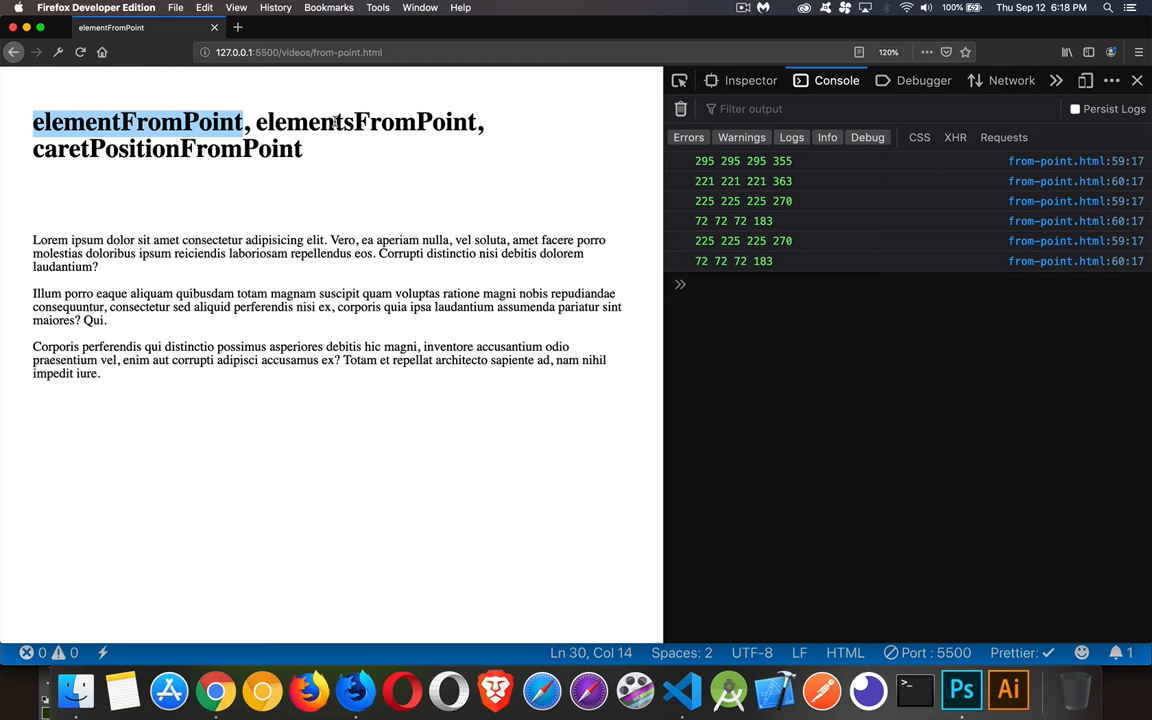 Firefox Developer Edition File Edit View History Bookmarks Tools Window Help 100% Thu Sep 12 6:18 PM
elementFromPoint
127.0.0.1:5500/videos/from-point.html 120%
elementFromPoint, elementsFromPoint,
caretPositionFromPoint
Lorem ipsum dolor sit amet consectetur adipisicing elit. Vero, ea aperiam nulla, vel soluta, amet facere porro
molestias doloribus ipsum reiciendis laboriosam repellendus eos. Corrupti distinctio nisi debitis dolorem
laudantium?
Illum porro eaque aliquam quibusdam totam magnam suscipit quam voluptas ratione magni nobis repudiandae
consequuntur, consectetur sed aliquid perferendis nisi ex, corporis quia ipsa laudantium assumenda pariatur sint
maiores? Qui.
Corporis perferendis qui distinctio possimus asperiores debitis hic magni, inventore accusantium odio
praesentium vel, enim aut corrupti adipisci accusamus ex? Totam et repellat architecto sapiente ad, nam nihil
impedit iure.
Inspector Console Debugger Network
Filter output Persist Logs
Errors Warnings Logs Info Debug CSS XHR Requests
295 295 295 355 from-point.html:59:17
221 221 221 363 from-point.html:60:17
225 225 225 270 from-point.html:59:17
72 72 72 183 from-point.html:60:17
225 225 225 270 from-point.html:59:17
72 72 72 183 from-point.html:60:17
0 0 Ln 30, Col 14 Spaces: 2 UTF-8 LF HTML Port : 5500 Prettier: 1
Ps Ai